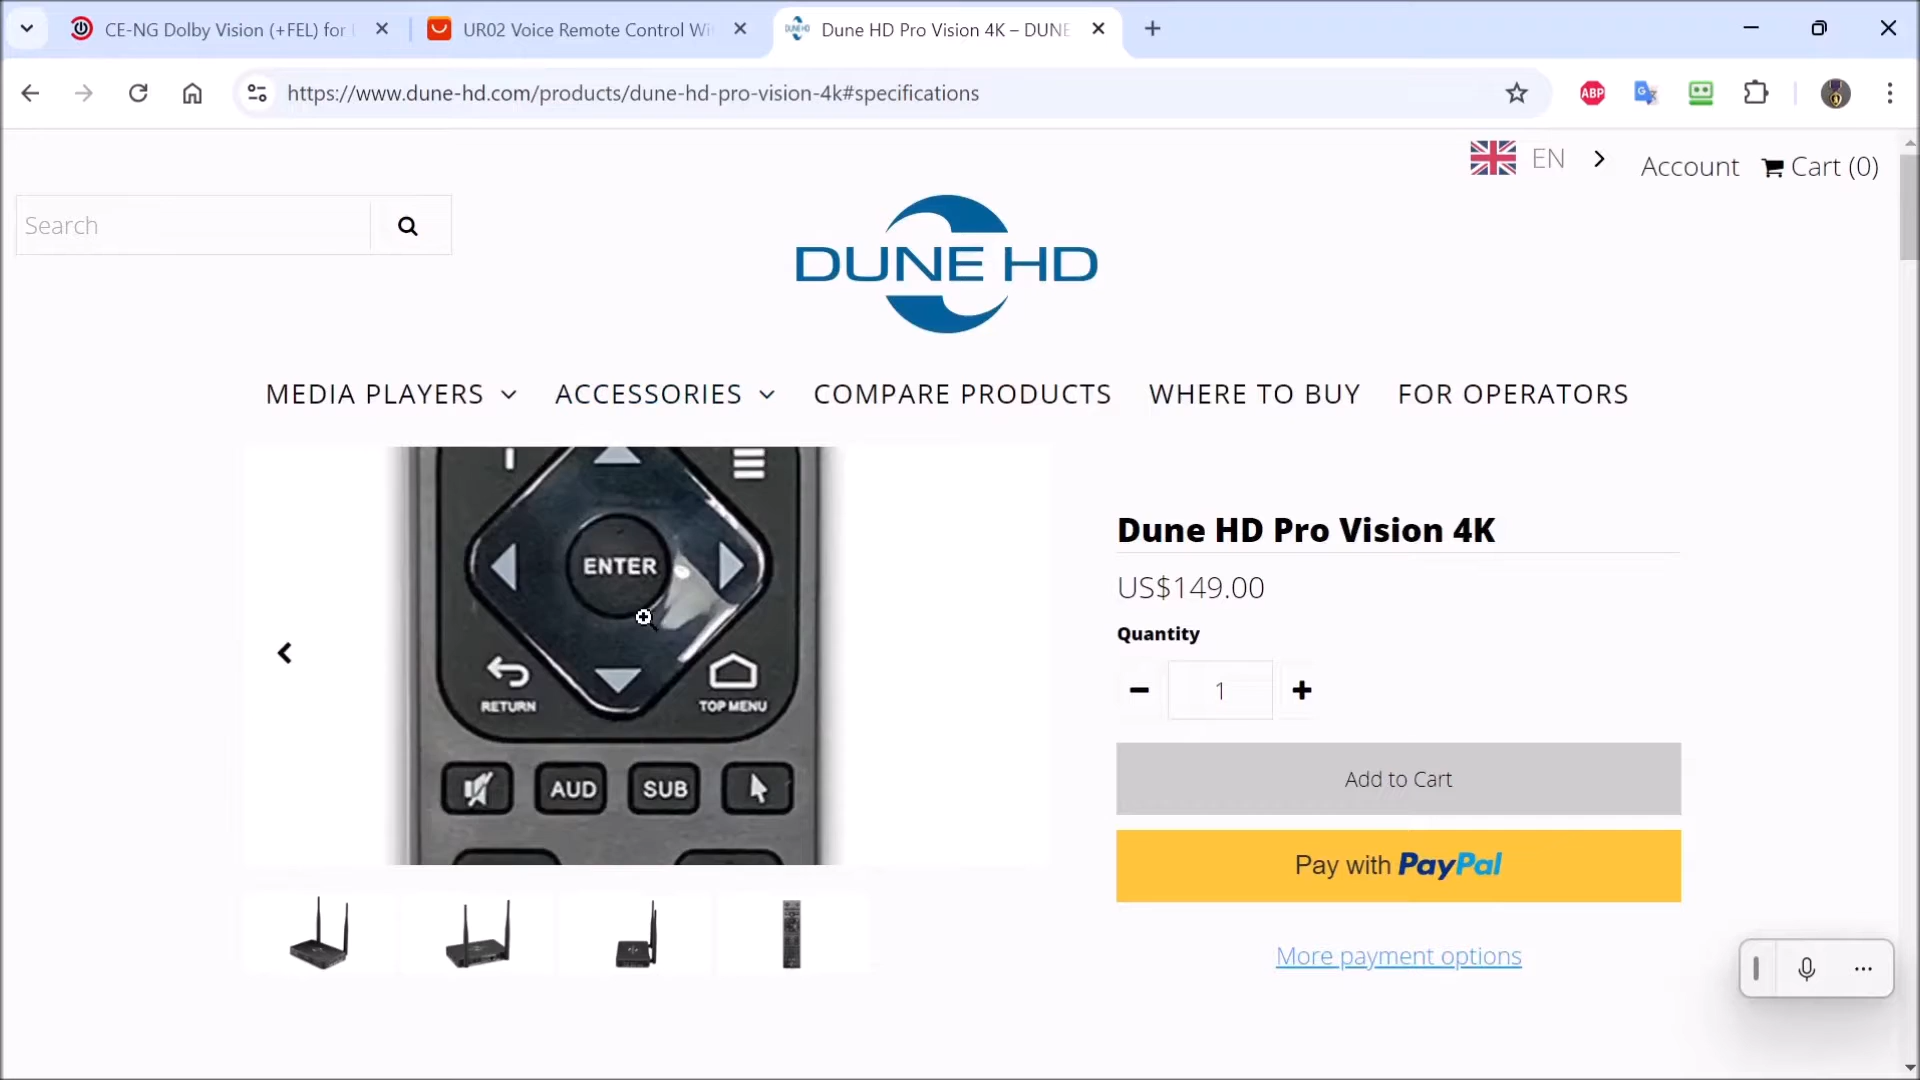 CE-NG Dolby Vision (+FEL) for
UR02 Voice Remote Control Wi
Dune HD Pro Vision 4K – DUNE
https://www.dune-hd.com/products/dune-hd-pro-vision-4k#specifications
ABP
EN
Account
Cart (0)
Search
DUNE HD
MEDIA PLAYERS
ACCESSORIES
COMPARE PRODUCTS
WHERE TO BUY
FOR OPERATORS
ENTER
RETURN
TOP MENU
AUD
SUB
Dune HD Pro Vision 4K
US$149.00
Quantity
1
Add to Cart
Pay with PayPal
More payment options